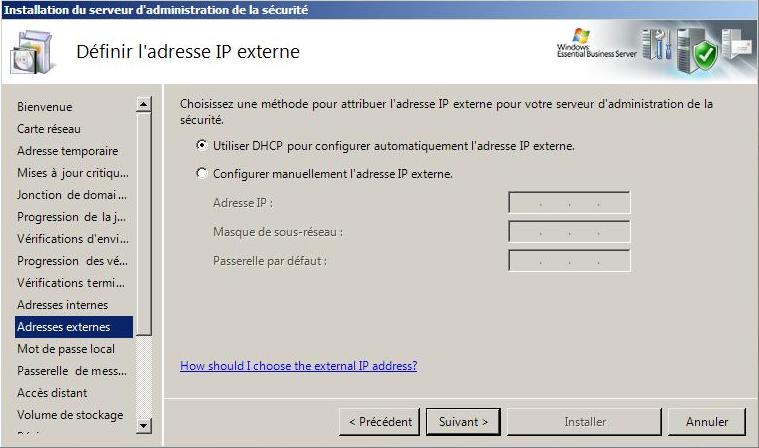 Installation du serveur d'administration de la sécurité
Définir l'adresse IP externe
Windows
Essential Business Server
Bienvenue
Carte réseau
Adresse temporaire
Mises à jour critiqu...
Jonction de domai...
Progression de la j...
Vérifications d'envi...
Progression des vé...
Vérifications termi...
Adresses internes
Adresses externes
Mot de passe local
Passerelle de mess...
Accès distant
Volume de stockage
Choisissez une méthode pour attribuer l'adresse IP externe pour votre serveur d'administration de la
sécurité.
Utiliser DHCP pour configurer automatiquement l'adresse IP externe.
Configurer manuellement l'adresse IP externe.
Adresse IP :
Masque de sous-réseau :
Passerelle par défaut :
How should I choose the external IP address?
< Précédent
Suivant >
Installer
Annuler